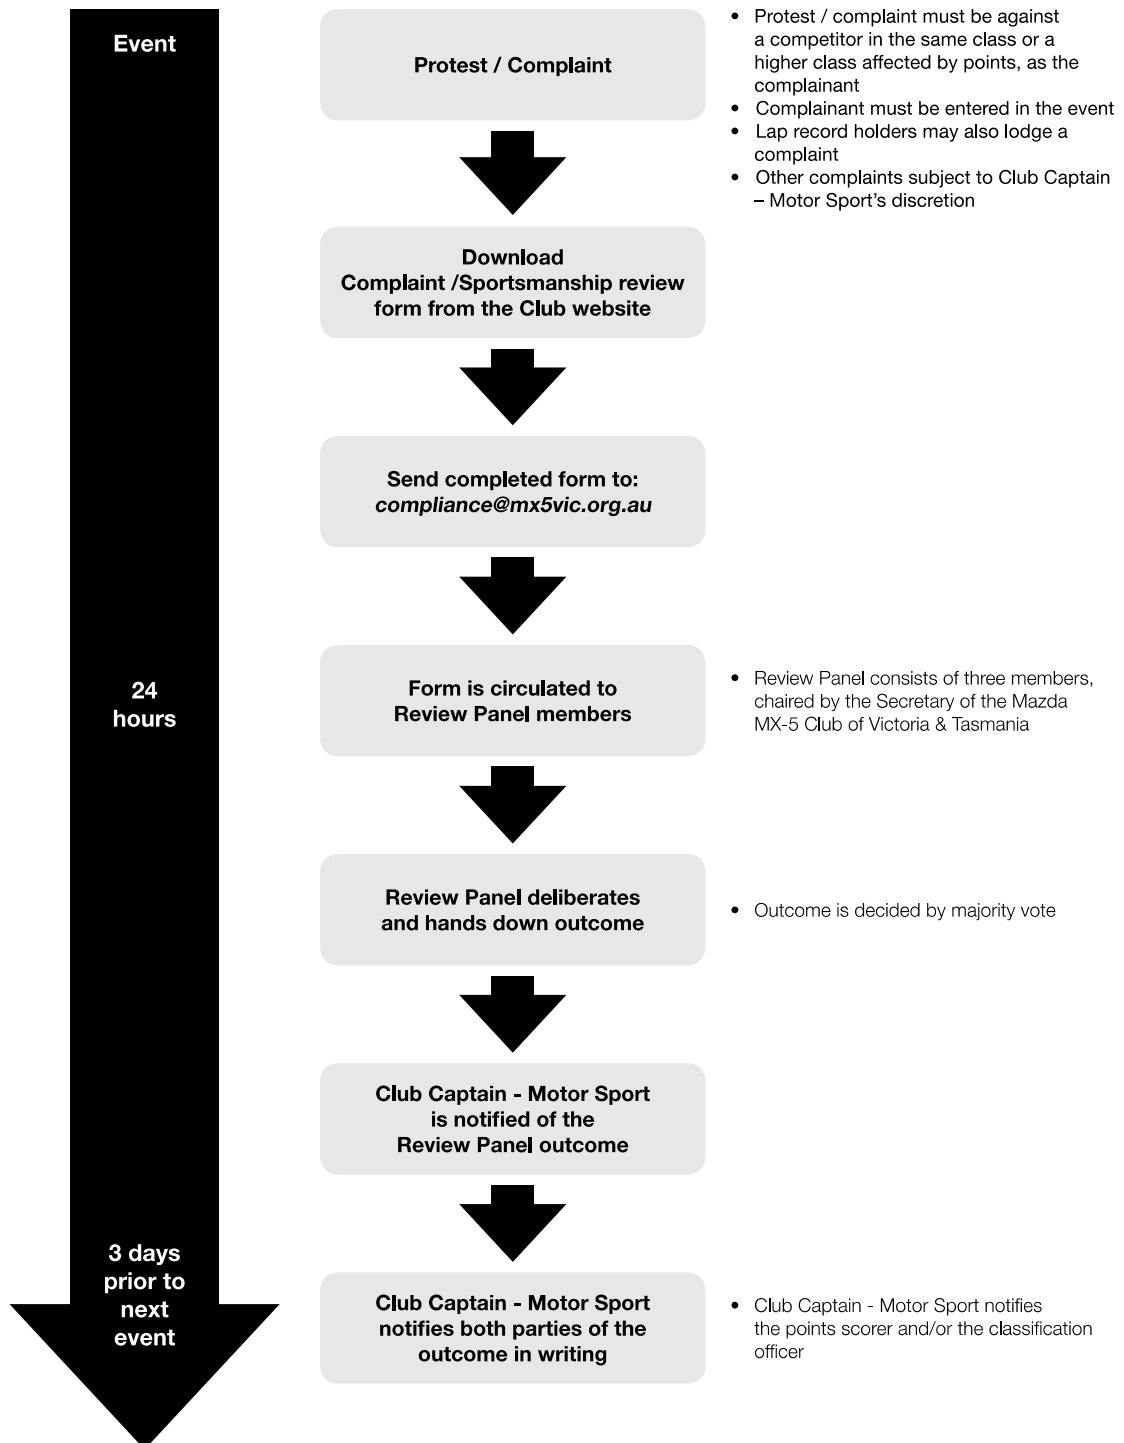 Event
Protest / Complaint
• Protest / complaint must be against
a competitor in the same class or a
higher class affected by points, as the
complainant
• Complainant must be entered in the event
• Lap record holders may also lodge a
complaint
• Other complaints subject to Club Captain
– Motor Sport’s discretion
Download
Complaint /Sportsmanship review
form from the Club website
Send completed form to:
compliance@mx5vic.org.au
24
hours
Form is circulated to
Review Panel members
• Review Panel consists of three members,
chaired by the Secretary of the Mazda
MX-5 Club of Victoria & Tasmania
Review Panel deliberates
and hands down outcome
• Outcome is decided by majority vote
Club Captain - Motor Sport
is notified of the
Review Panel outcome
3 days
prior to
next
event
Club Captain - Motor Sport
notifies both parties of the
outcome in writing
• Club Captain - Motor Sport notifies
the points scorer and/or the classification
officer